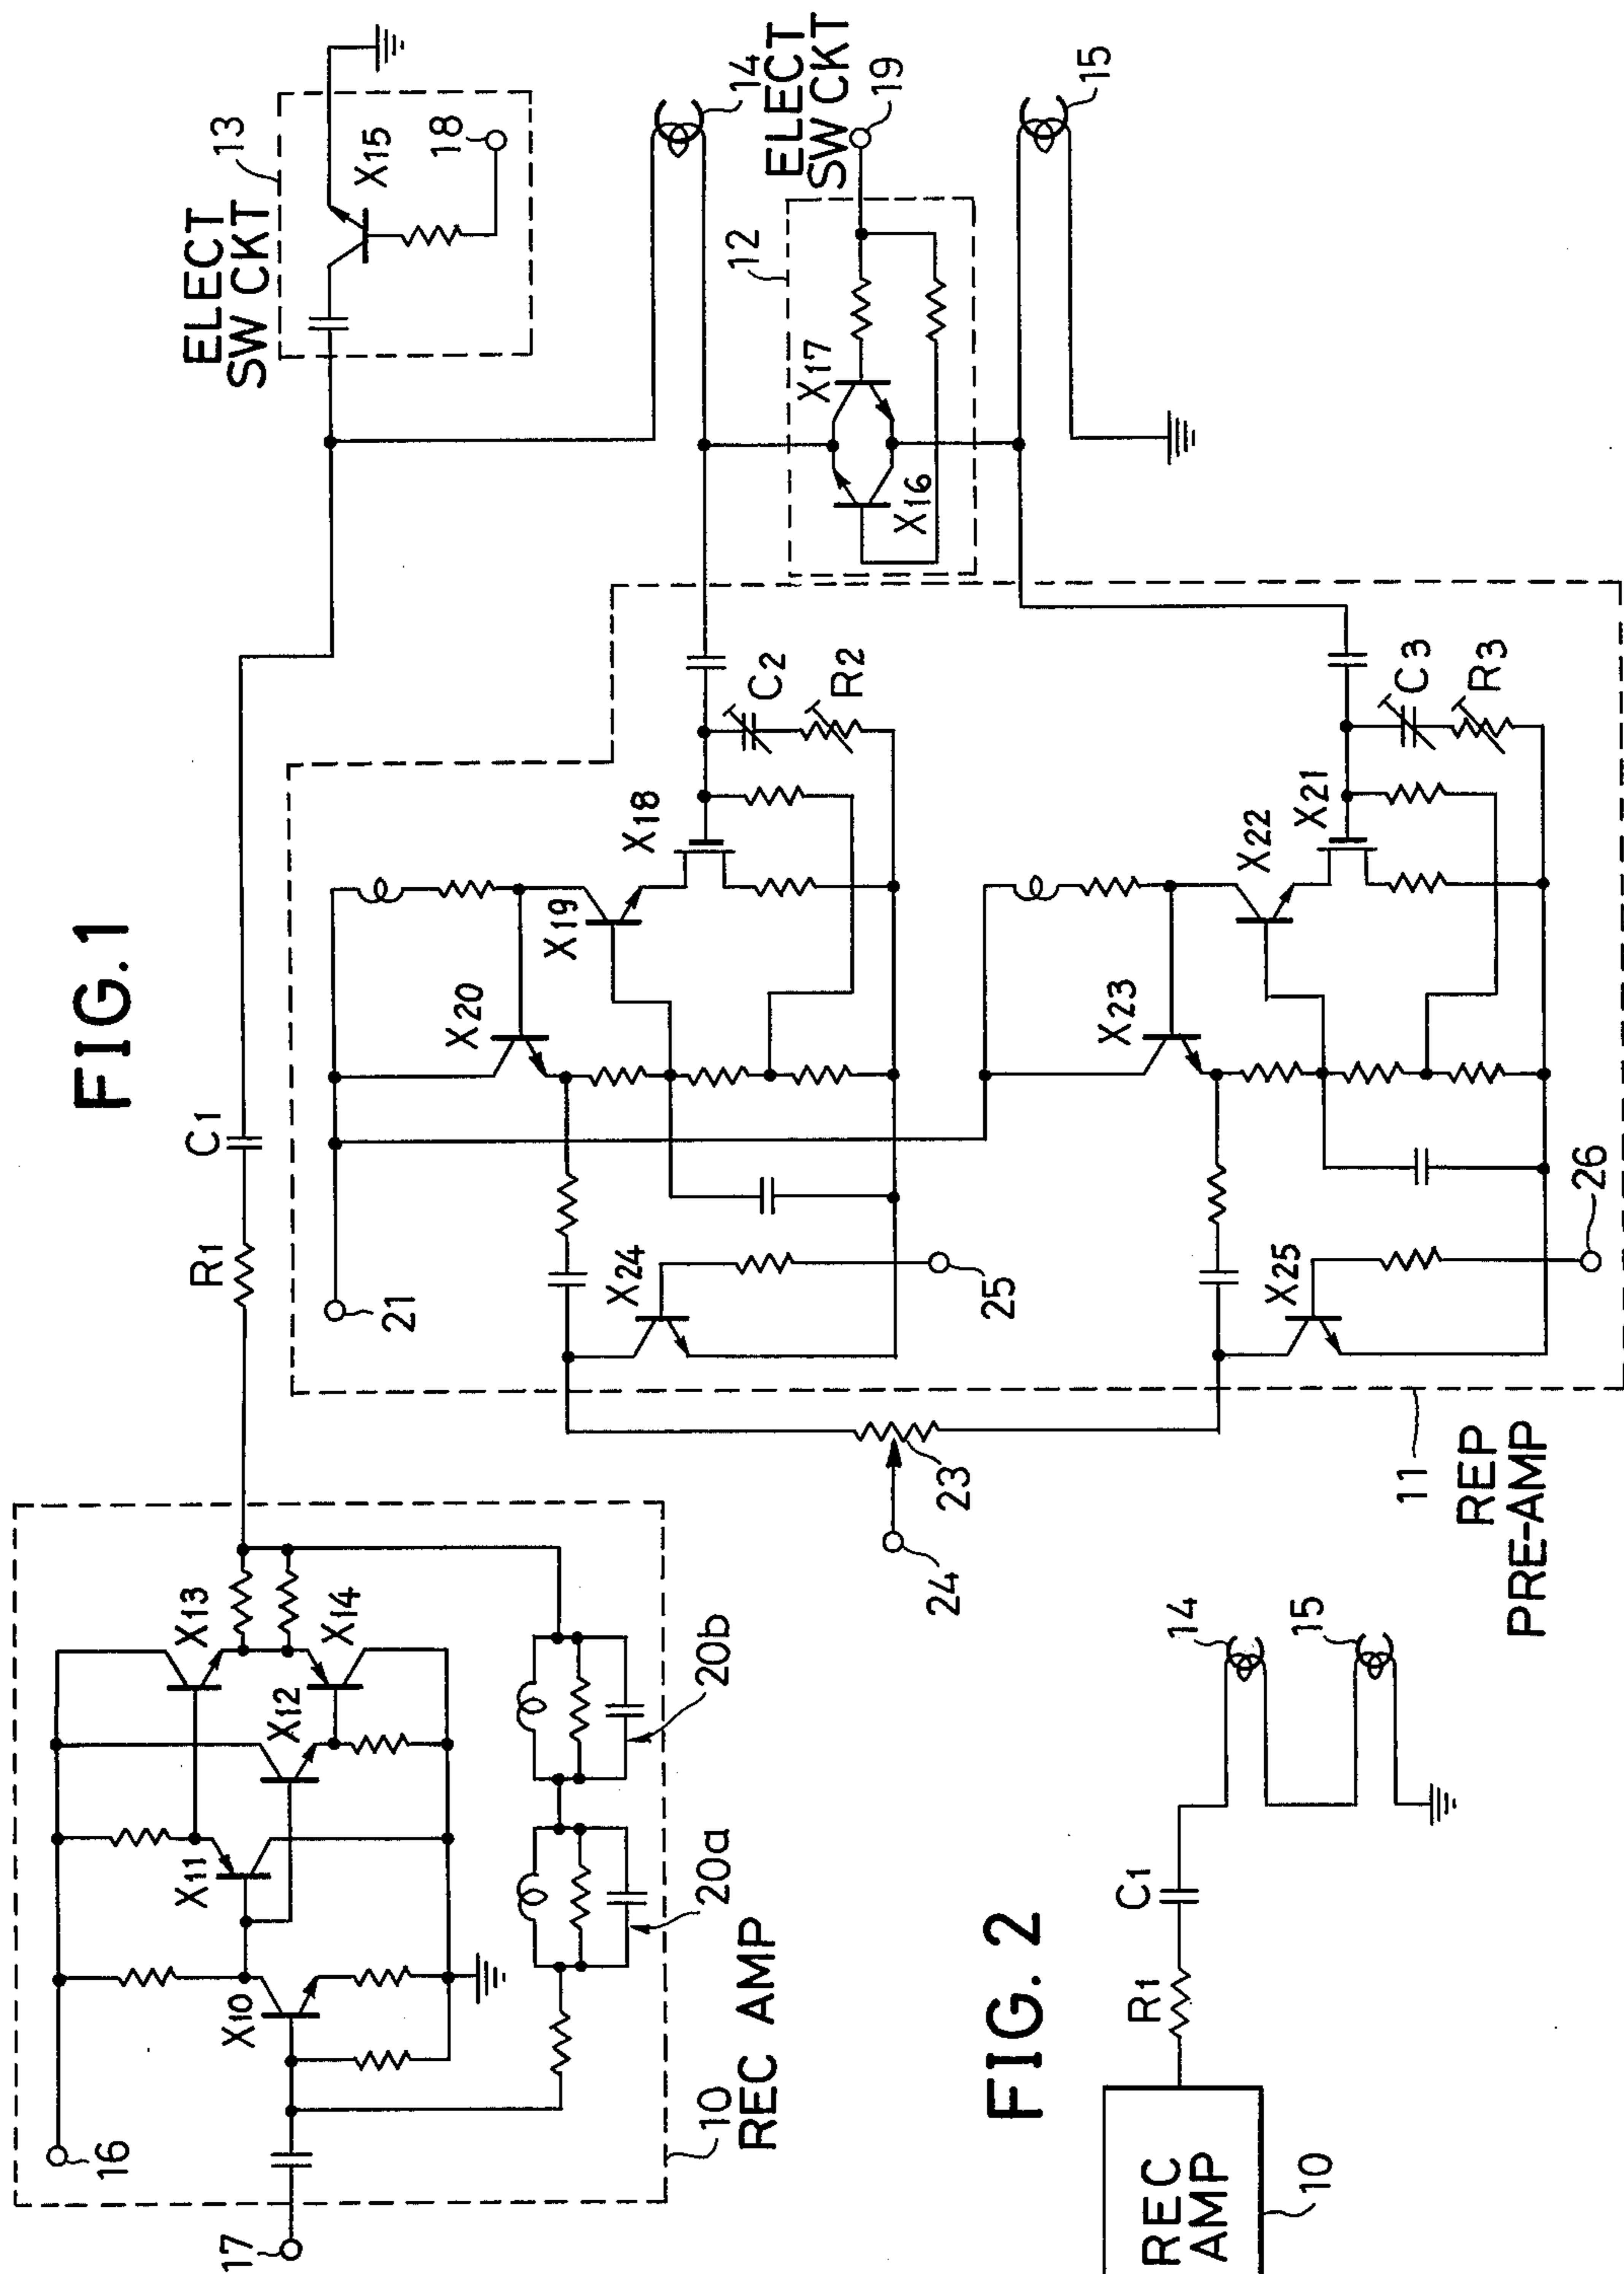 FIG.1
ELECT
SW CKT
13
X15
18
14
ELECT
SW CKT
19
12
X17
X16
15
R1
C1
X13
X14
X12
X11
X10
16
17
20a
20b
10
REC AMP
21
X20
X19
X18
C2
R2
X24
25
X23
X22
X21
C3
R3
X25
26
23
24
11
REP
PRE-AMP
FIG. 2
REC
AMP
10
R1
C1
14
15